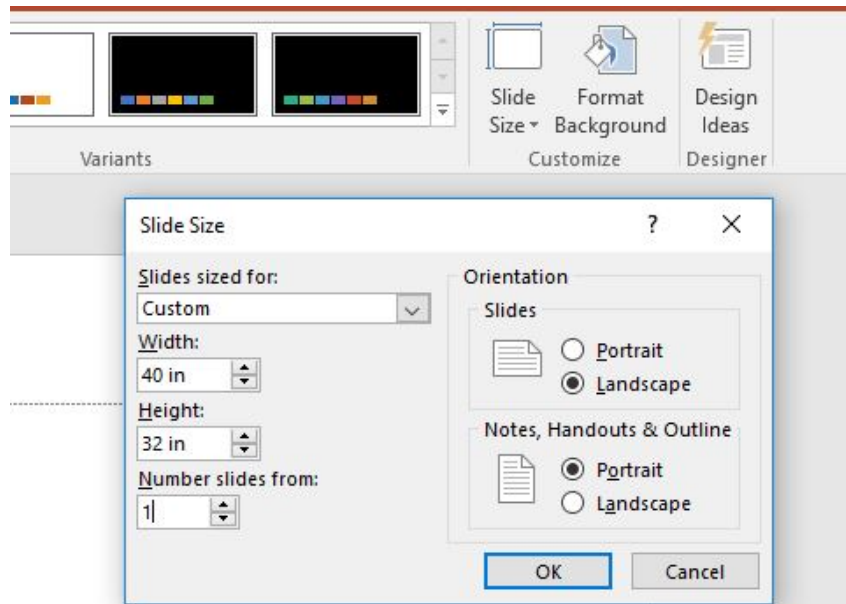 Slide Format Design
Size Background Ideas
Variants Customize Designer
Slide Size ?
Slides sized for:
Custom
Width:
40 in
Height:
32 in
Number slides from:
1
Orientation
Slides
Portrait
Landscape
Notes, Handouts & Outline
Portrait
Landscape
OK Cancel